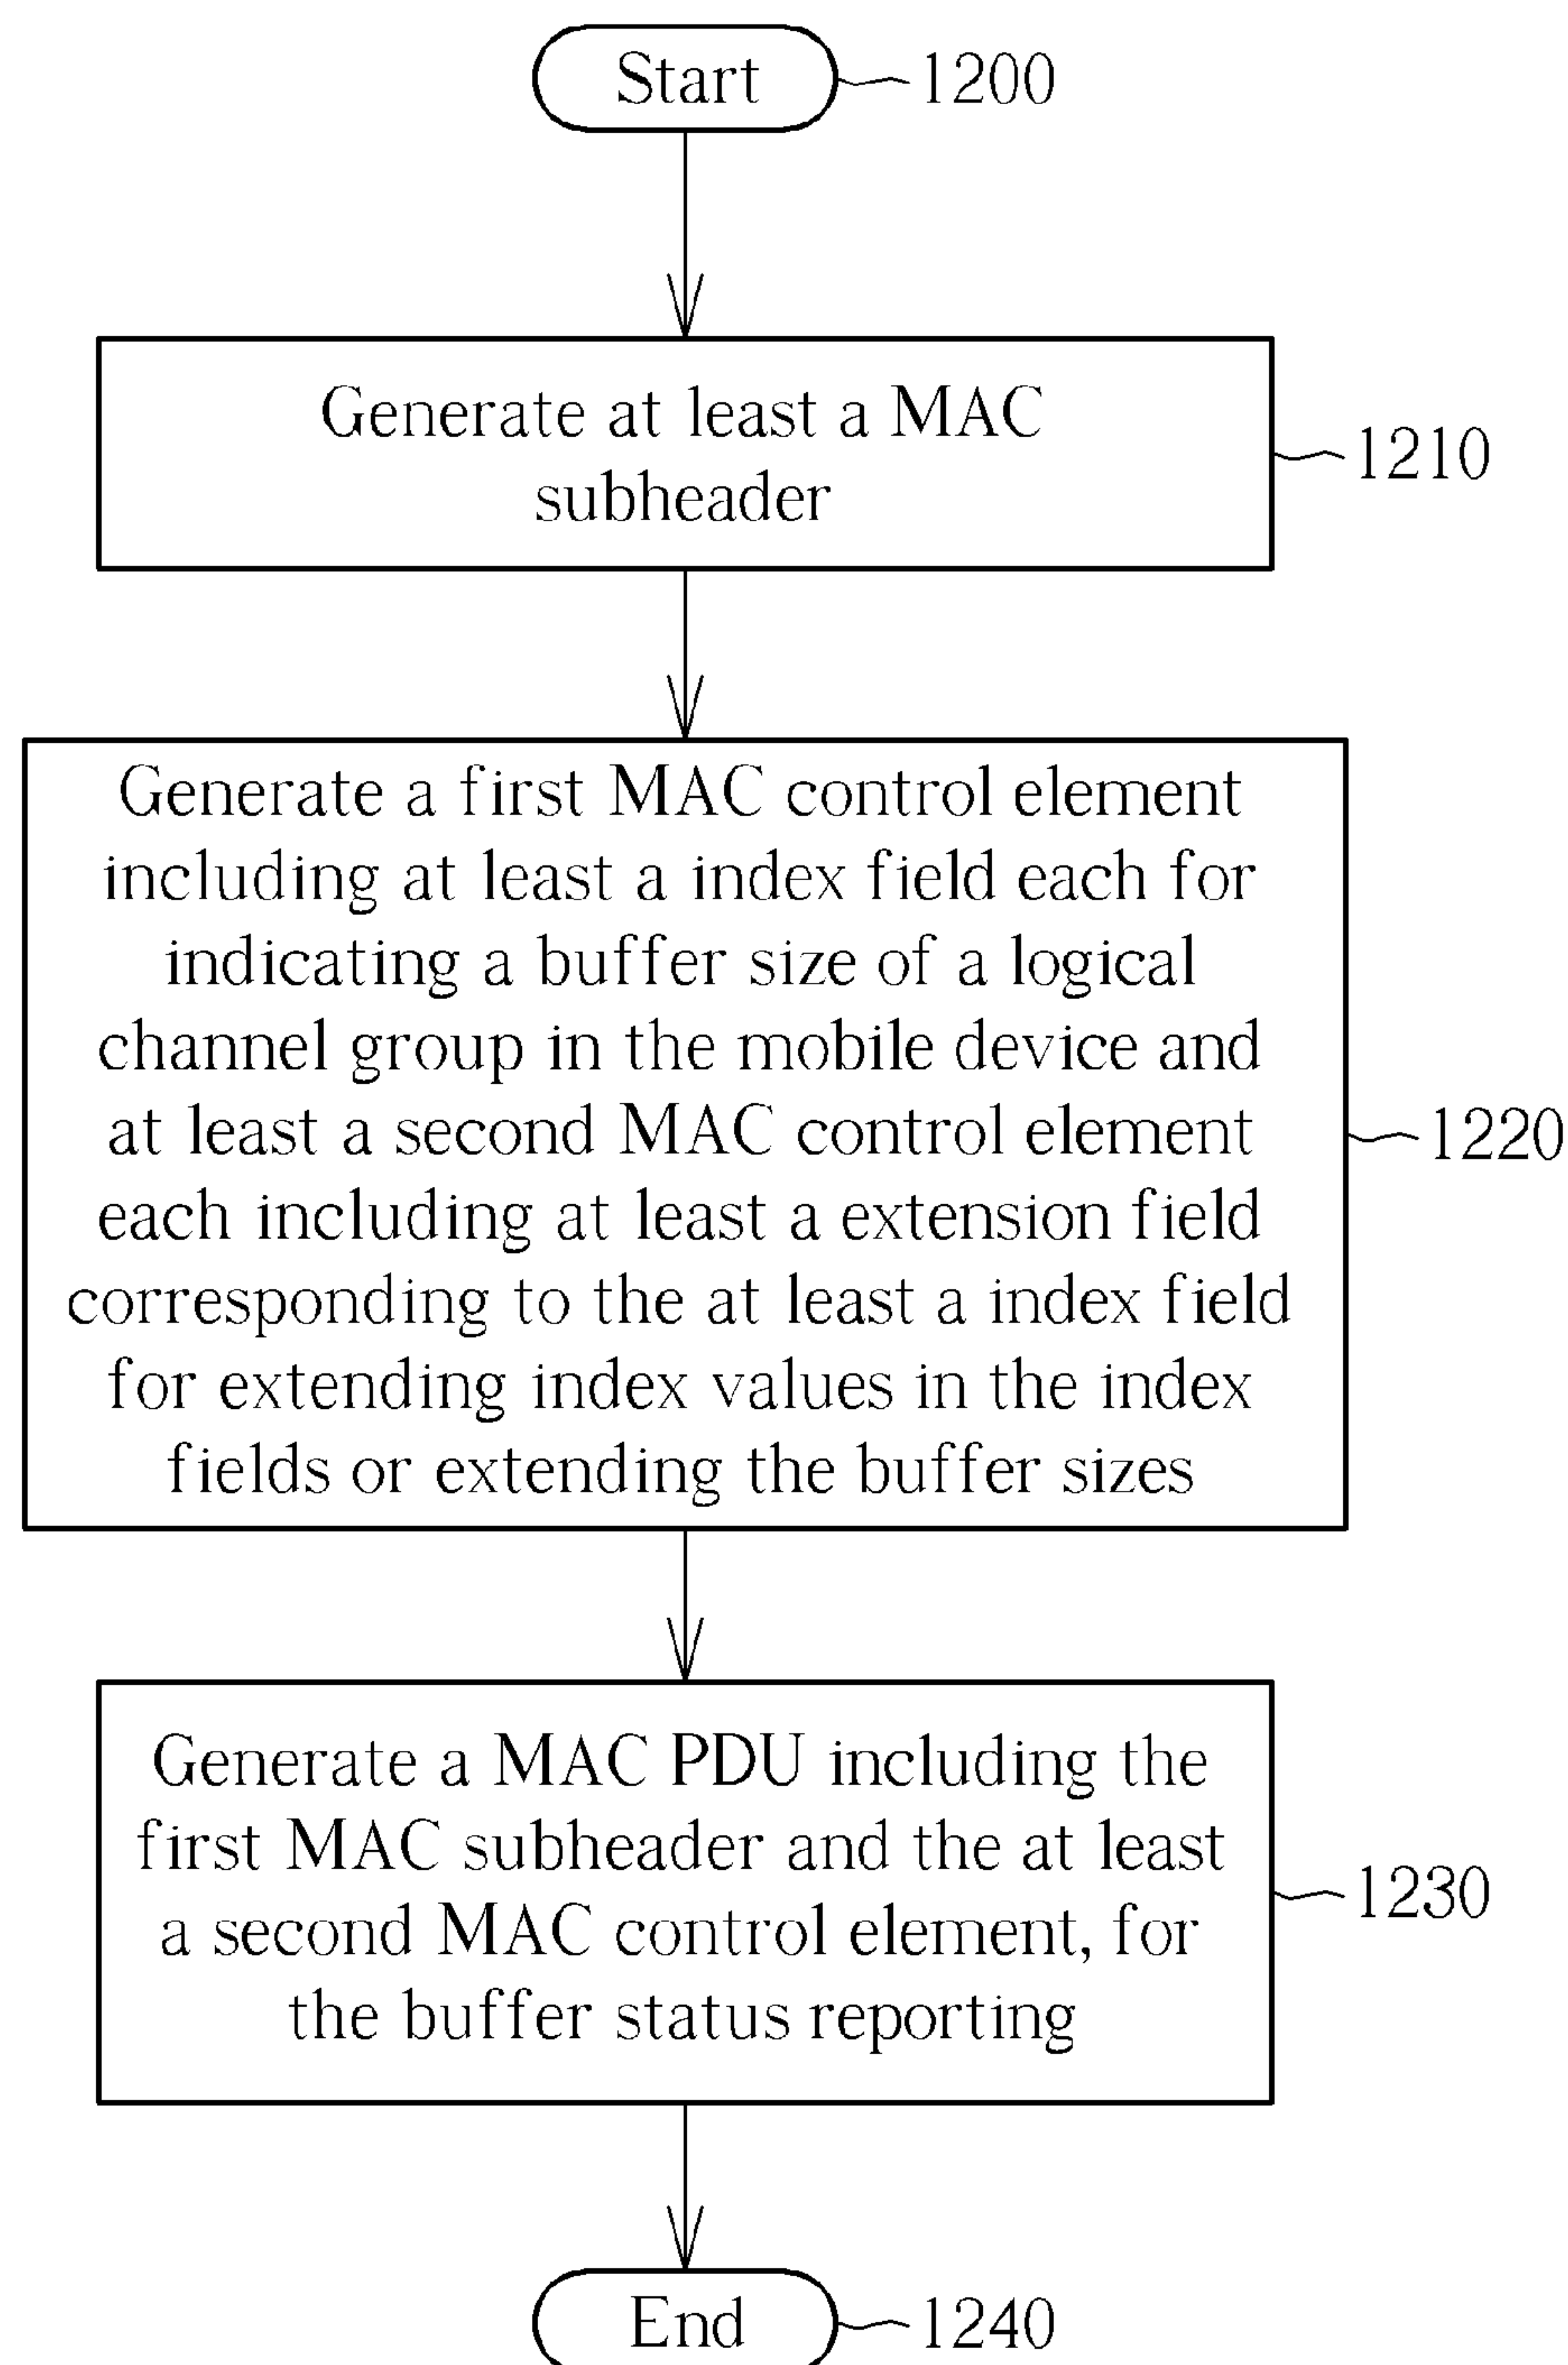 Start
1200
Generate at least a MAC
subheader
1210
Generate a first MAC control element
including at least a index field each for
indicating a buffer size of a logical
channel group in the mobile device and
at least a second MAC control element
each including at least a extension field
corresponding to the at least a index field
for extending index values in the index
fields or extending the buffer sizes
1220
Generate a MAC PDU including the
first MAC subheader and the at least
a second MAC control element, for
the buffer status reporting
1230
End
1240